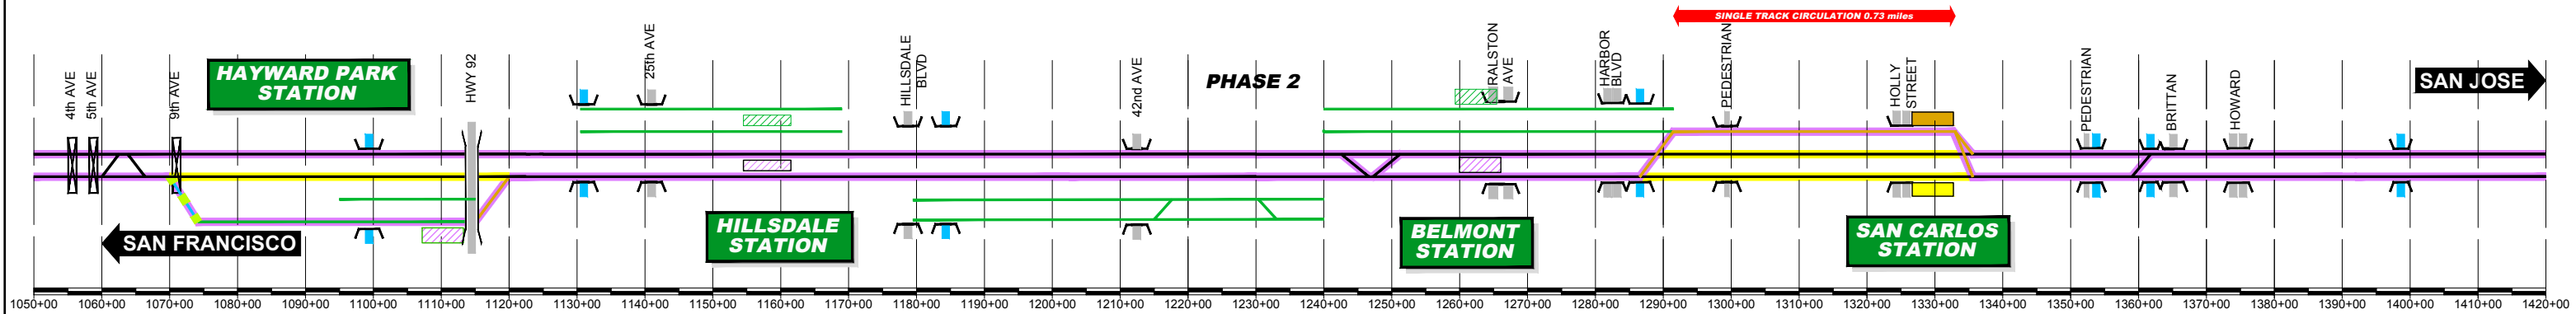 SINGLE TRACK CIRCULATION 0.73 miles
4th AVE
5th AVE
9th AVE
HAYWARD PARK
STATION
HWY 92
25th AVE
HILLSDALE
BLVD
42nd AVE
PHASE 2
RALSTON
AVE
HARBOR
BLVD
PEDESTRIAN
HOLLY
STREET
PEDESTRIAN
BRITTAN
HOWARD
SAN JOSE
SAN FRANCISCO
HILLSDALE
STATION
BELMONT
STATION
SAN CARLOS
STATION
1050+00 1060+00 1070+00 1080+00 1090+00 1100+00 1110+00 1120+00 1130+00 1140+00 1150+00 1160+00 1170+00 1180+00 1190+00 1200+00 1210+00 1220+00 1230+00 1240+00 1250+00 1260+00 1270+00 1280+00 1290+00 1300+00 1310+00 1320+00 1330+00 1340+00 1350+00 1360+00 1370+00 1380+00 1390+00 1400+00 1410+00 1420+00